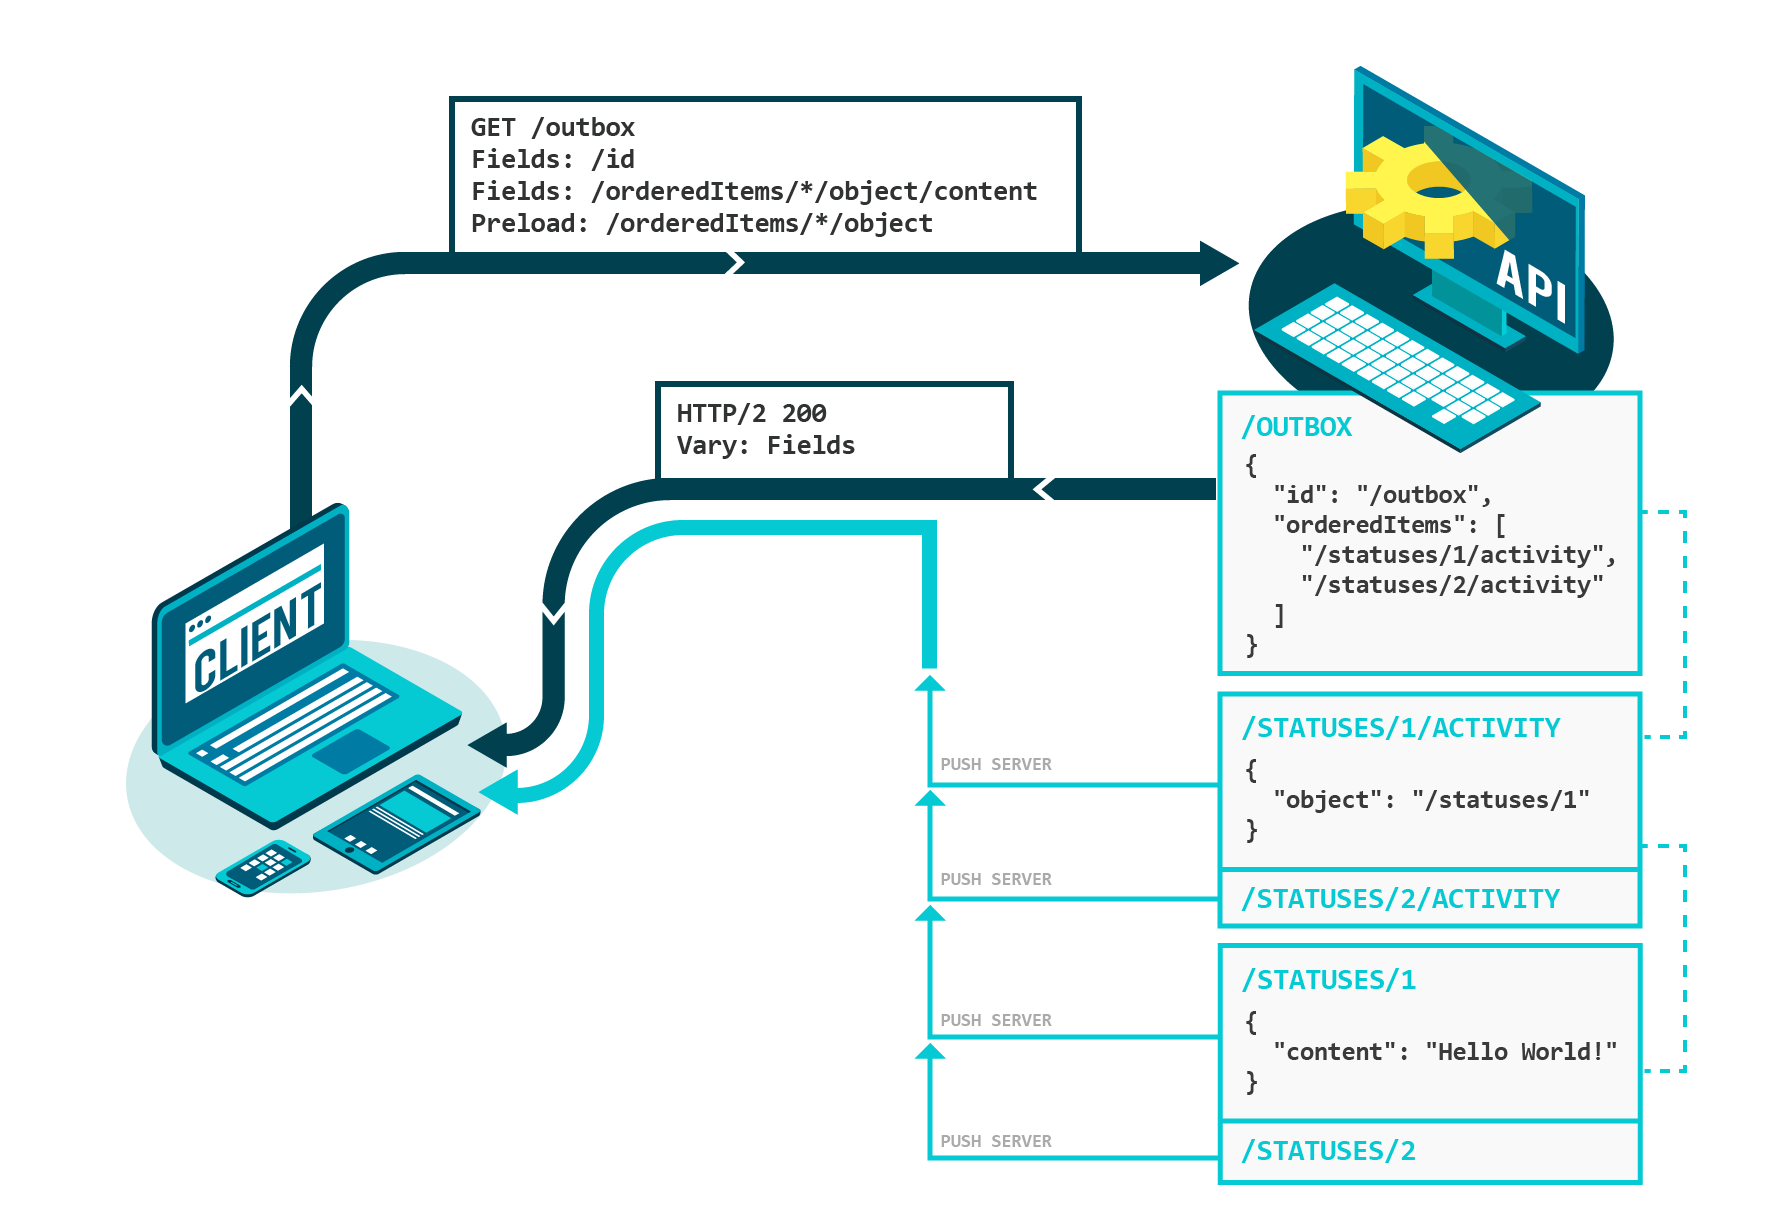 GET /outbox
Fields: /id
Fields: /orderedItems/*/object/content
Preload: /orderedItems/*/object
API
HTTP/2 200
Vary: Fields
CLIENT
/OUTBOX
{
"id": "/outbox",
"orderedItems": [
"/statuses/1/activity",
"/statuses/2/activity"
]
}
PUSH SERVER
/STATUSES/1/ACTIVITY
{
"object": "/statuses/1"
}
PUSH SERVER
/STATUSES/2/ACTIVITY
PUSH SERVER
/STATUSES/1
{
"content": "Hello World!"
}
PUSH SERVER
/STATUSES/2